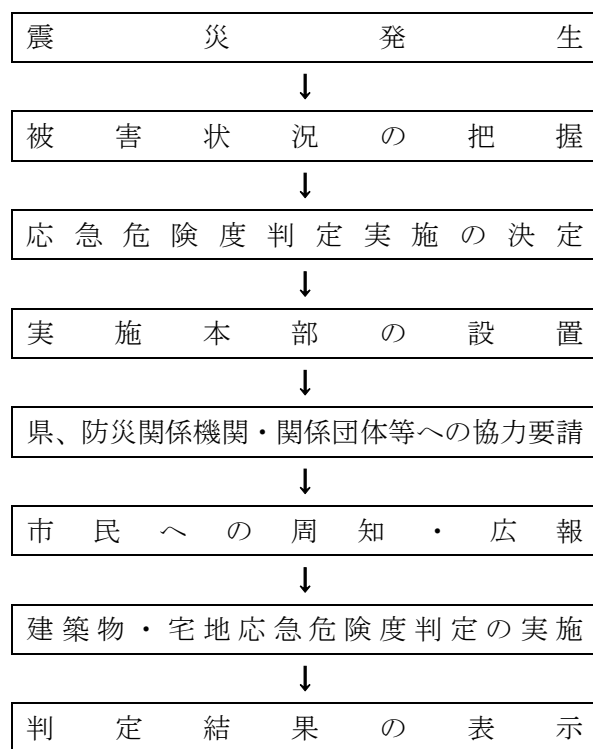 震災発生
↓
被害状況の把握
↓
応急危険度判定実施の決定
↓
実施本部の設置
↓
県、防災関係機関・関係団体等への協力要請
↓
市民への周知・広報
↓
建築物・宅地応急危険度判定の実施
↓
判定結果の表示